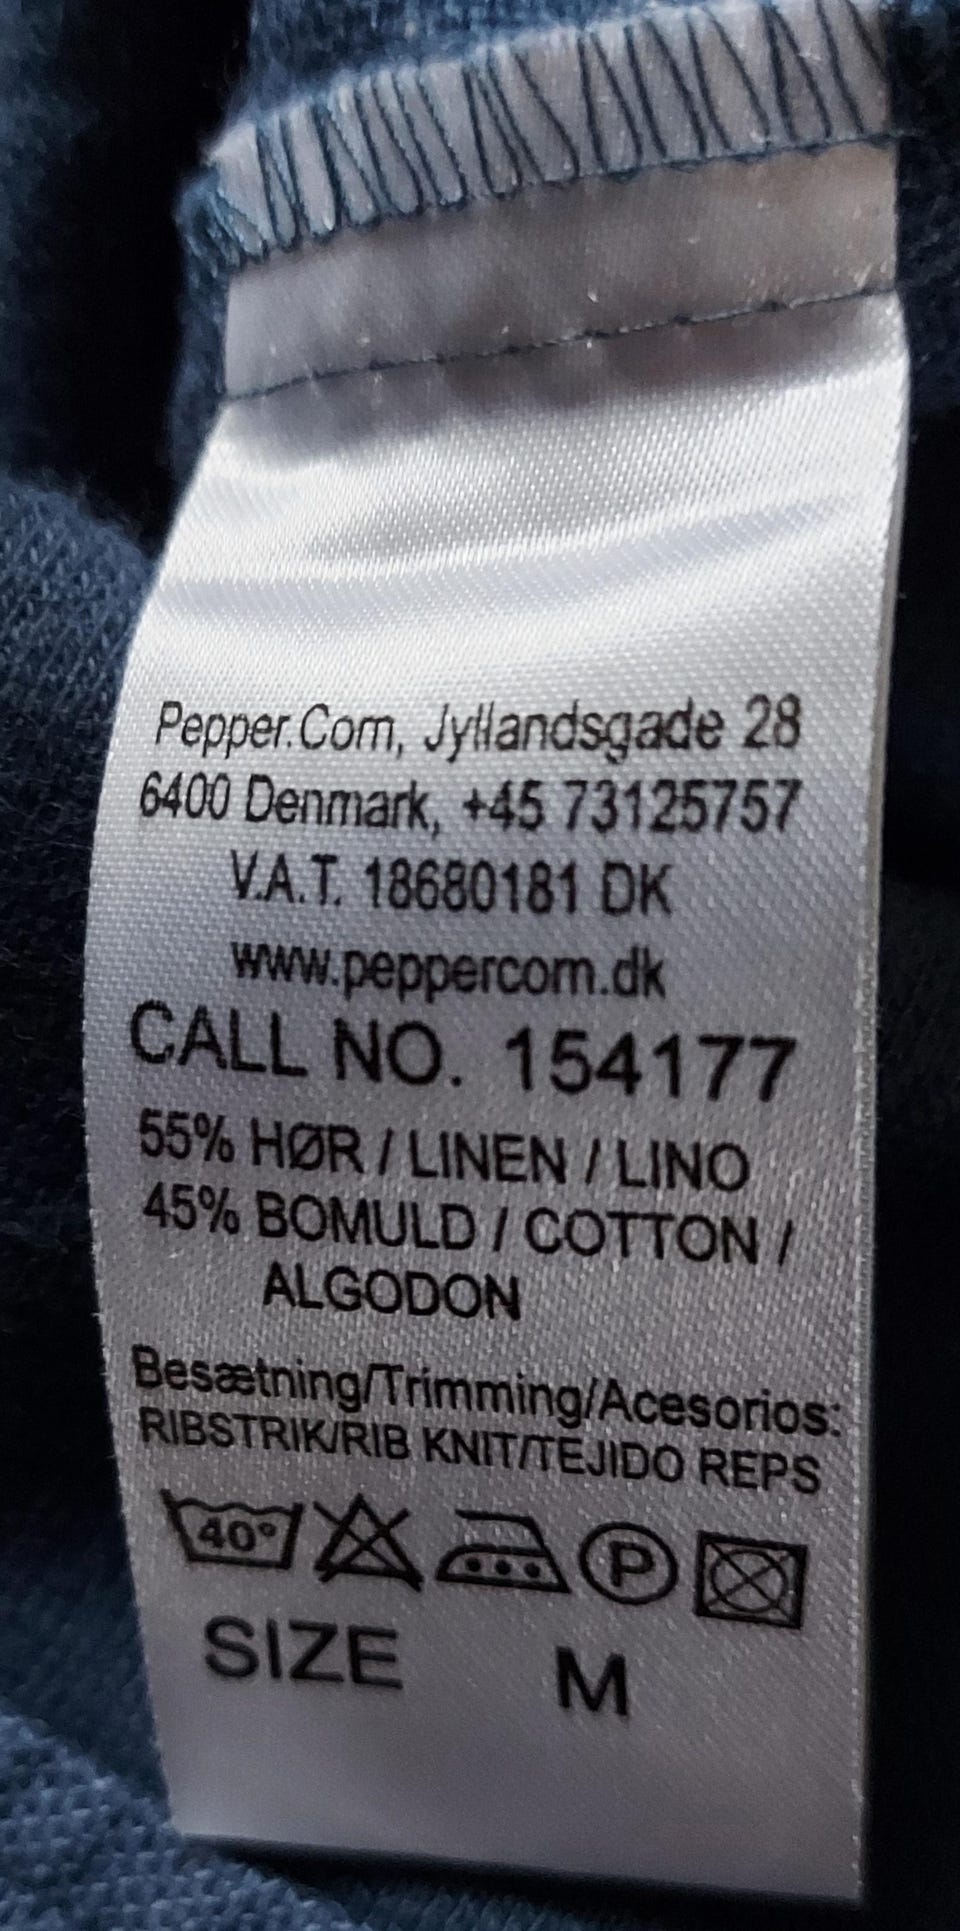 Pepper.Com, Jyllandsgade 28
6400 Denmark, +45 73125757
V.A.T. 18680181 DK
www.peppercom.dk
CALL NO. 154177
55% HØR / LINEN / LINO
45% BOMULD / COTTON /
ALGODON
Besætning/Trimming/Acesorios:
RIBSTRIK/RIB KNIT/TEJIDO REPS
40° P
SIZE M